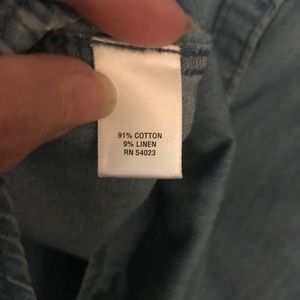 91% COTTON
9% LINEN
RN 54023